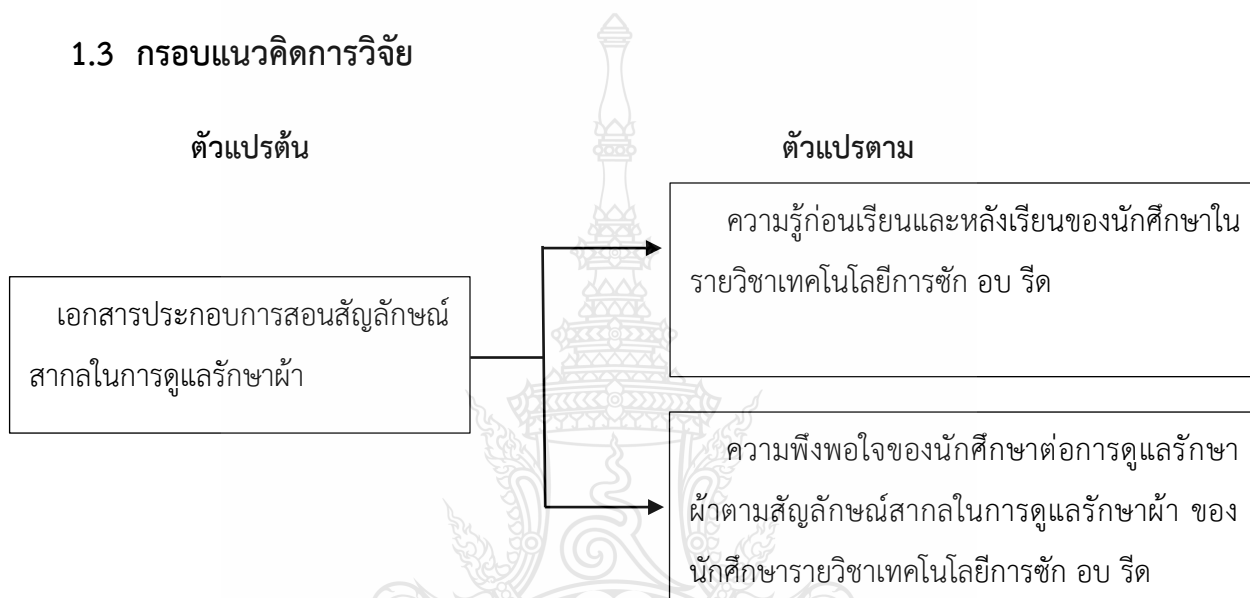 1.3 กรอบแนวคิดการวิจัย
ตัวแปรต้น
ตัวแปรตาม
เอกสารประกอบการสอนสัญลักษณ์
สากลในการดูแลรักษาผ้า
ความรู้ก่อนเรียนและหลังเรียนของนักศึกษาใน
รายวิชาเทคโนโลยีการซัก อบ รีด
ความพึงพอใจของนักศึกษาต่อการดูแลรักษา
ผ้าตามสัญลักษณ์สากลในการดูแลรักษาผ้า ของ
นักศึกษารายวิชาเทคโนโลยีการซัก อบ รีด